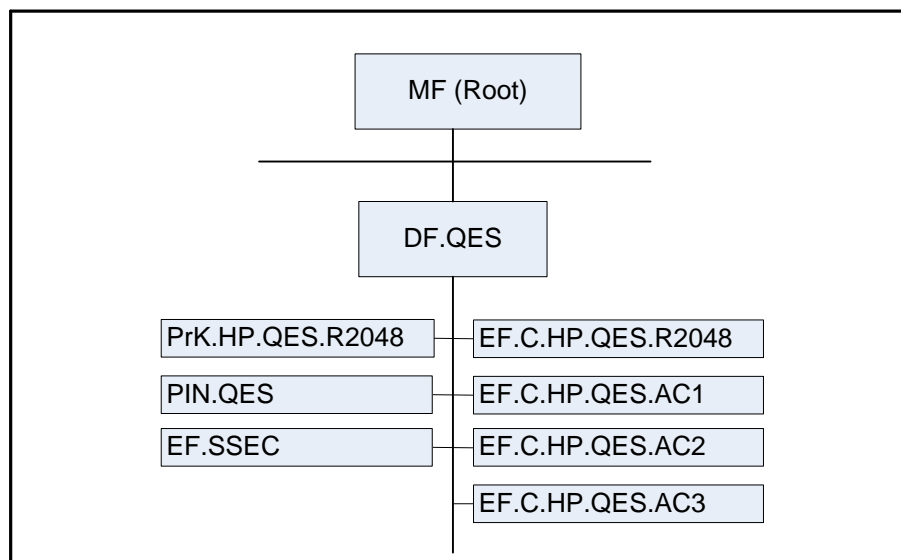 MF (Root)
DF.QES
PrK.HP.QES.R2048
EF.C.HP.QES.R2048
PIN.QES
EF.C.HP.QES.AC1
EF.SSEC
EF.C.HP.QES.AC2
EF.C.HP.QES.AC3